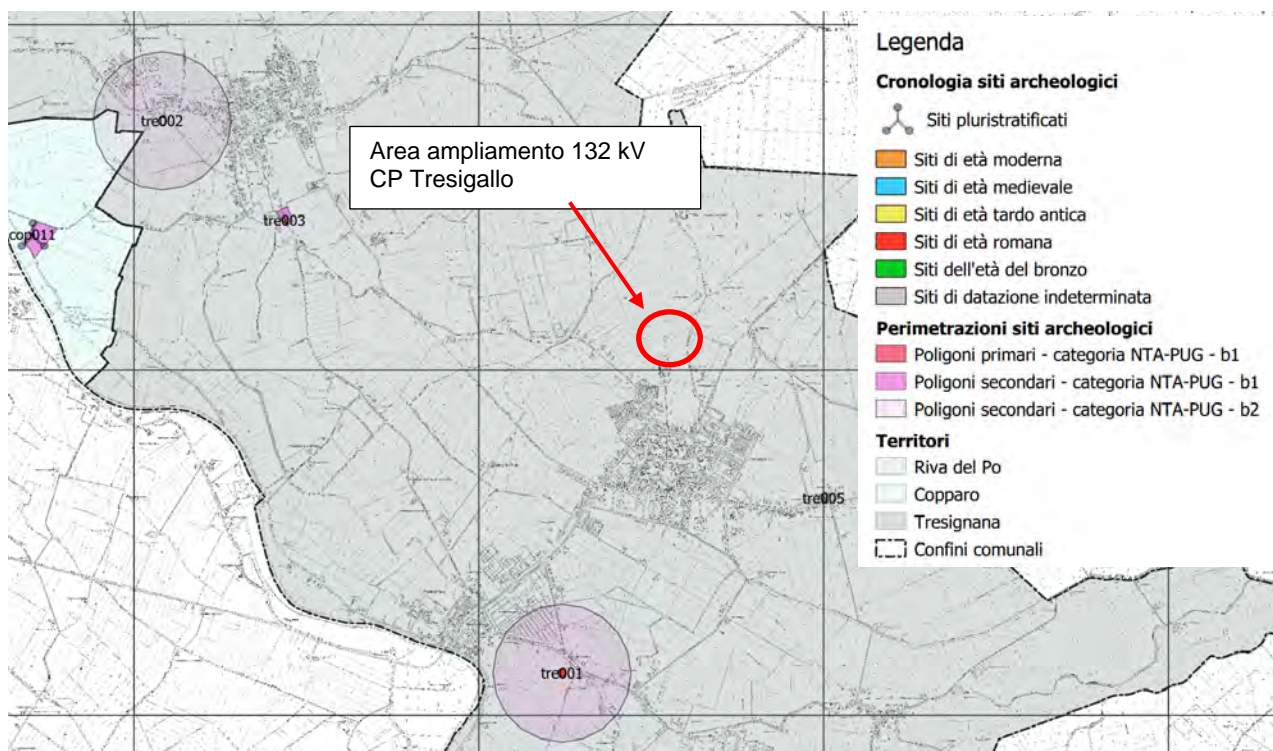 tre002
Area ampliamento 132 kV
CP Tresigallo
tre003
cop011
tre005
tre001
Legenda
Cronologia siti archeologici
Siti pluristratificati
Siti di età moderna
Siti di età medievale
Siti di età tardo antica
Siti di età romana
Siti dell'età del bronzo
Siti di datazione indeterminata
Perimetrazioni siti archeologici
Poligoni primari - categoria NTA-PUG - b1
Poligoni secondari - categoria NTA-PUG - b1
Poligoni secondari - categoria NTA-PUG - b2
Territori
Riva del Po
Copparo
Tresignana
Confini comunali